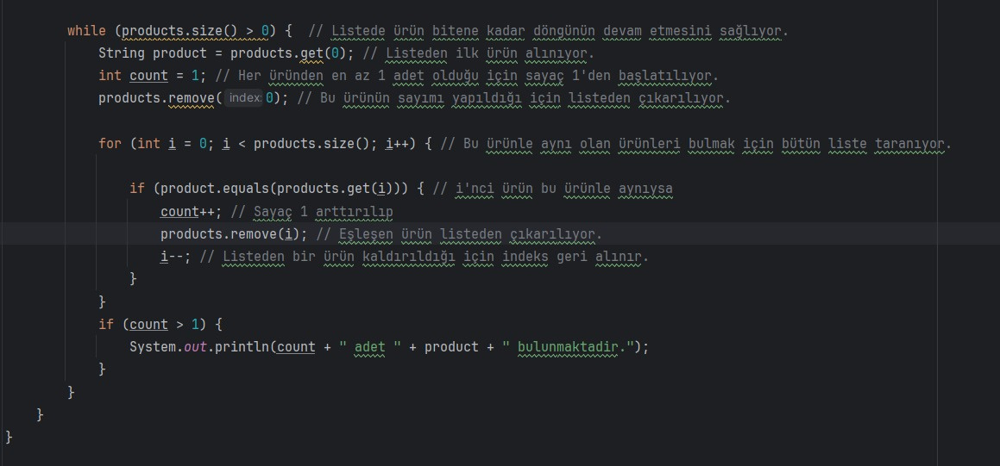 while (products.size() > 0) {  // Listede ürün bitene kadar döngünün devam etmesini sağlıyor.
String product = products.get(0); // Listeden ilk ürün alınıyor.
int count = 1; // Her üründen en az 1 adet olduğu için sayaç 1'den başlatılıyor.
products.remove( index: 0); // Bu ürünün sayımı yapıldığı için listeden çıkarılıyor.
for (int i = 0; i < products.size(); i++) { // Bu ürünle aynı olan ürünleri bulmak için bütün liste taranıyor.
if (product.equals(products.get(i))) { // i'nci ürün bu ürünle aynıysa
count++; // Sayaç 1 arttırılıp
products.remove(i); // Eşleşen ürün listeden çıkarılıyor.
i--; // Listeden bir ürün kaldırıldığı için indeks geri alınır.
}
}
if (count > 1) {
System.out.println(count + " adet " + product + " bulunmaktadir.");
}
}
}
}